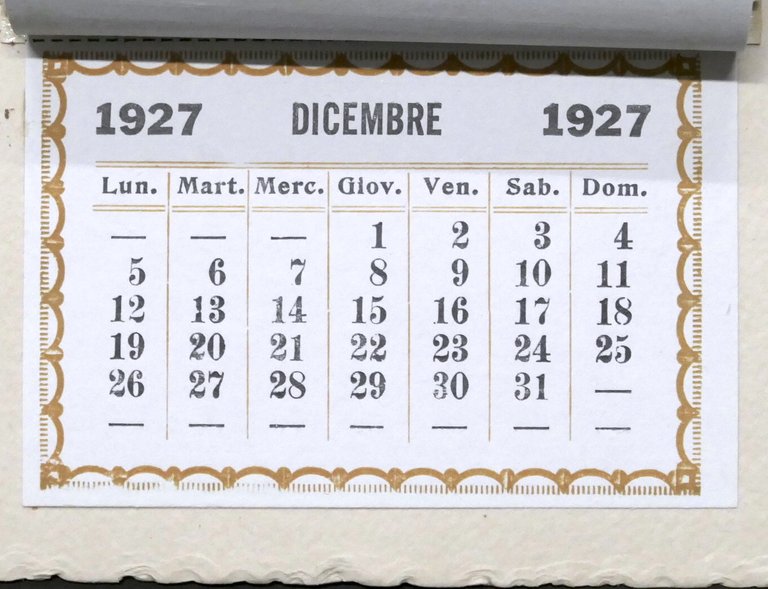 1927 DICEMBRE 1927
Lun. Mart. Merc. Giov. Ven. Sab. Dom.
— — — 1 2 3 4
5 6 7 8 9 10 11
12 13 14 15 16 17 18
19 20 21 22 23 24 25
26 27 28 29 30 31 —
— — — — — — —